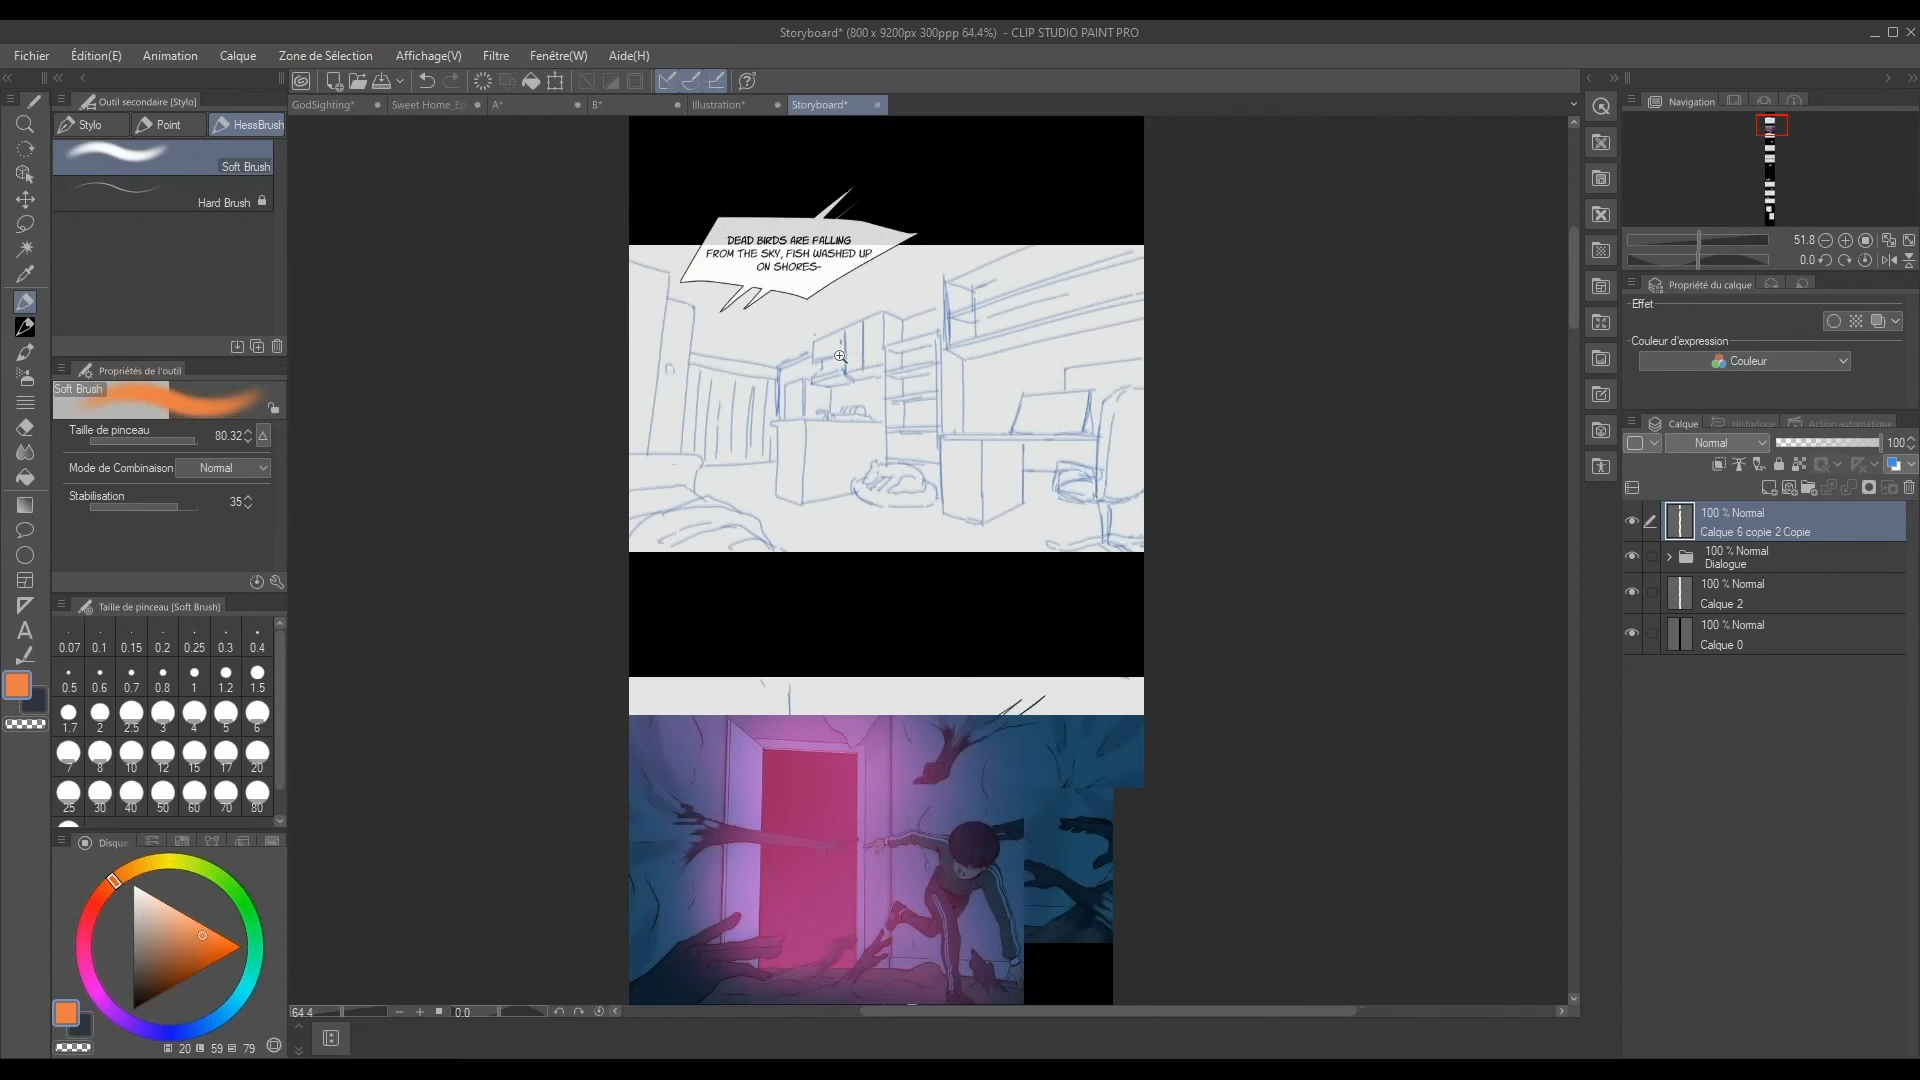 Storyboard* (800 x 9200px 300ppp 64.4%) - CLIP STUDIO PAINT PRO
Fichier Édition(E) Animation Calque Zone de Sélection Affichage(V) Filtre Fenêtre(W) Aide(H)
Outil secondaire [Stylo]
GodSighting* Sweet Home_Ep A* B* Illustration* Storyboard*
Navigation
Stylo Point HessBrush
Soft Brush
Hard Brush
DEAD BIRDS ARE FALLING
FROM THE SKY, FISH WASHED UP
ON SHORES-
51.8
0.0
Propriété du calque
Effet
Couleur d'expression
Couleur
Propriétés de l'outil
Soft Brush
Taille de pinceau 80.32
Mode de Combinaison Normal
Stabilisation 35
Calque Historique Action automatique
Normal 100
100 % Normal
Calque 6 copie 2 Copie
100 % Normal
Dialogue
100 % Normal
Calque 2
100 % Normal
Calque 0
Taille de pinceau [Soft Brush]
0.07 0.1 0.15 0.2 0.25 0.3 0.4
0.5 0.6 0.7 0.8 1 1.2 1.5
1.7 2 2.5 3 4 5 6
7 8 10 12 15 17 20
25 30 40 50 60 70 80
Disque
20 59 79
64.4 0.0